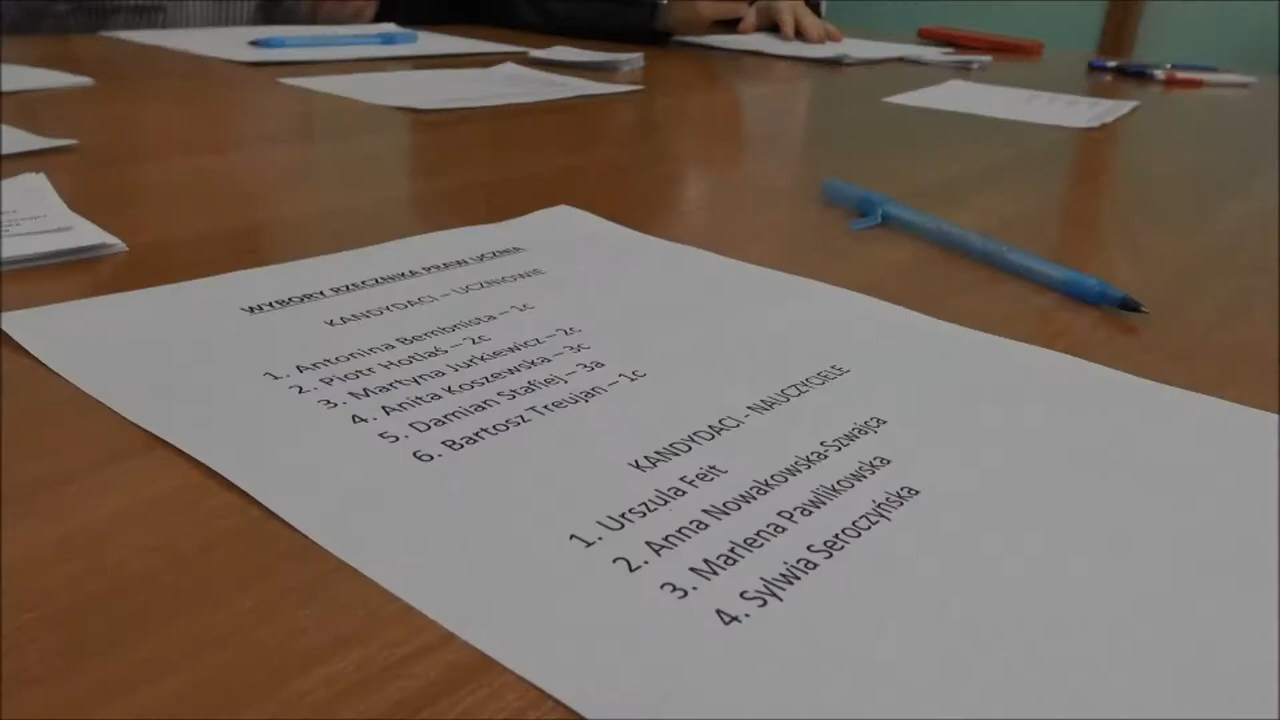 WYBORY RZECZNIKA PRAW UCZNIA
KANDYDACI – UCZNIOWIE
1. Antonina Bembnista – 1c
2. Piotr Hotlaś – 2c
3. Martyna Jurkiewicz – 2c
4. Anita Koszewska – 3c
5. Damian Stafiej – 3a
6. Bartosz Treujan – 1c
KANDYDACI - NAUCZYCIELE
1. Urszula Feit
2. Anna Nowakowska-Szwajca
3. Marlena Pawlikowska
4. Sylwia Seroczyńska